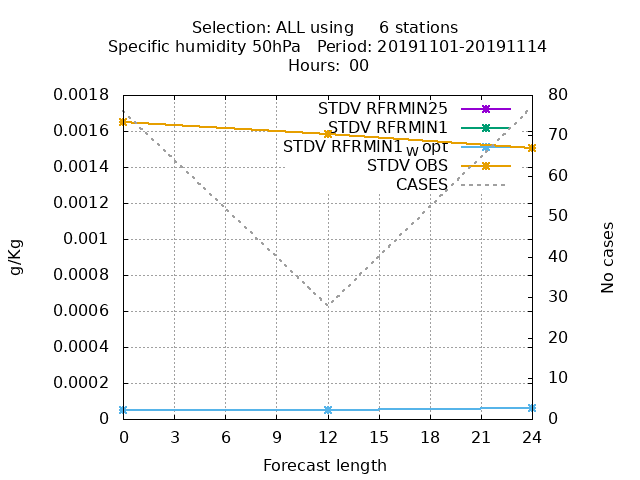 Selection: ALL using 6 stations
Specific humidity 50hPa Period: 20191101-20191114
Hours: 00
STDV RFRMIN25
STDV RFRMIN1
STDV RFRMIN1_w opt
STDV OBS
CASES
g/Kg
0.0018
0.0016
0.0014
0.0012
0.001
0.0008
0.0006
0.0004
0.0002
0
80
70
60
50
40
30
20
10
0
No cases
0 3 6 9 12 15 18 21 24
Forecast length